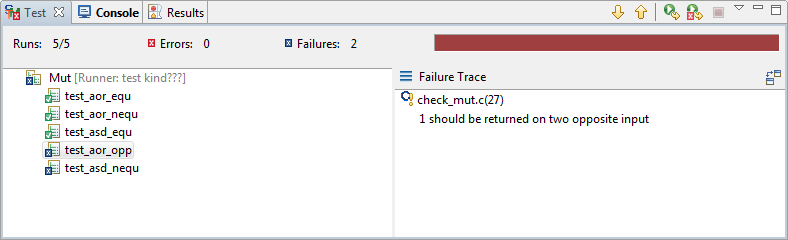 Test Console Results
Runs: 5/5 Errors: 0 Failures: 2
Mut [Runner: test kind???]
test_aor_equ
test_aor_nequ
test_asd_equ
test_aor_opp
test_asd_nequ
Failure Trace
check_mut.c(27)
1 should be returned on two opposite input